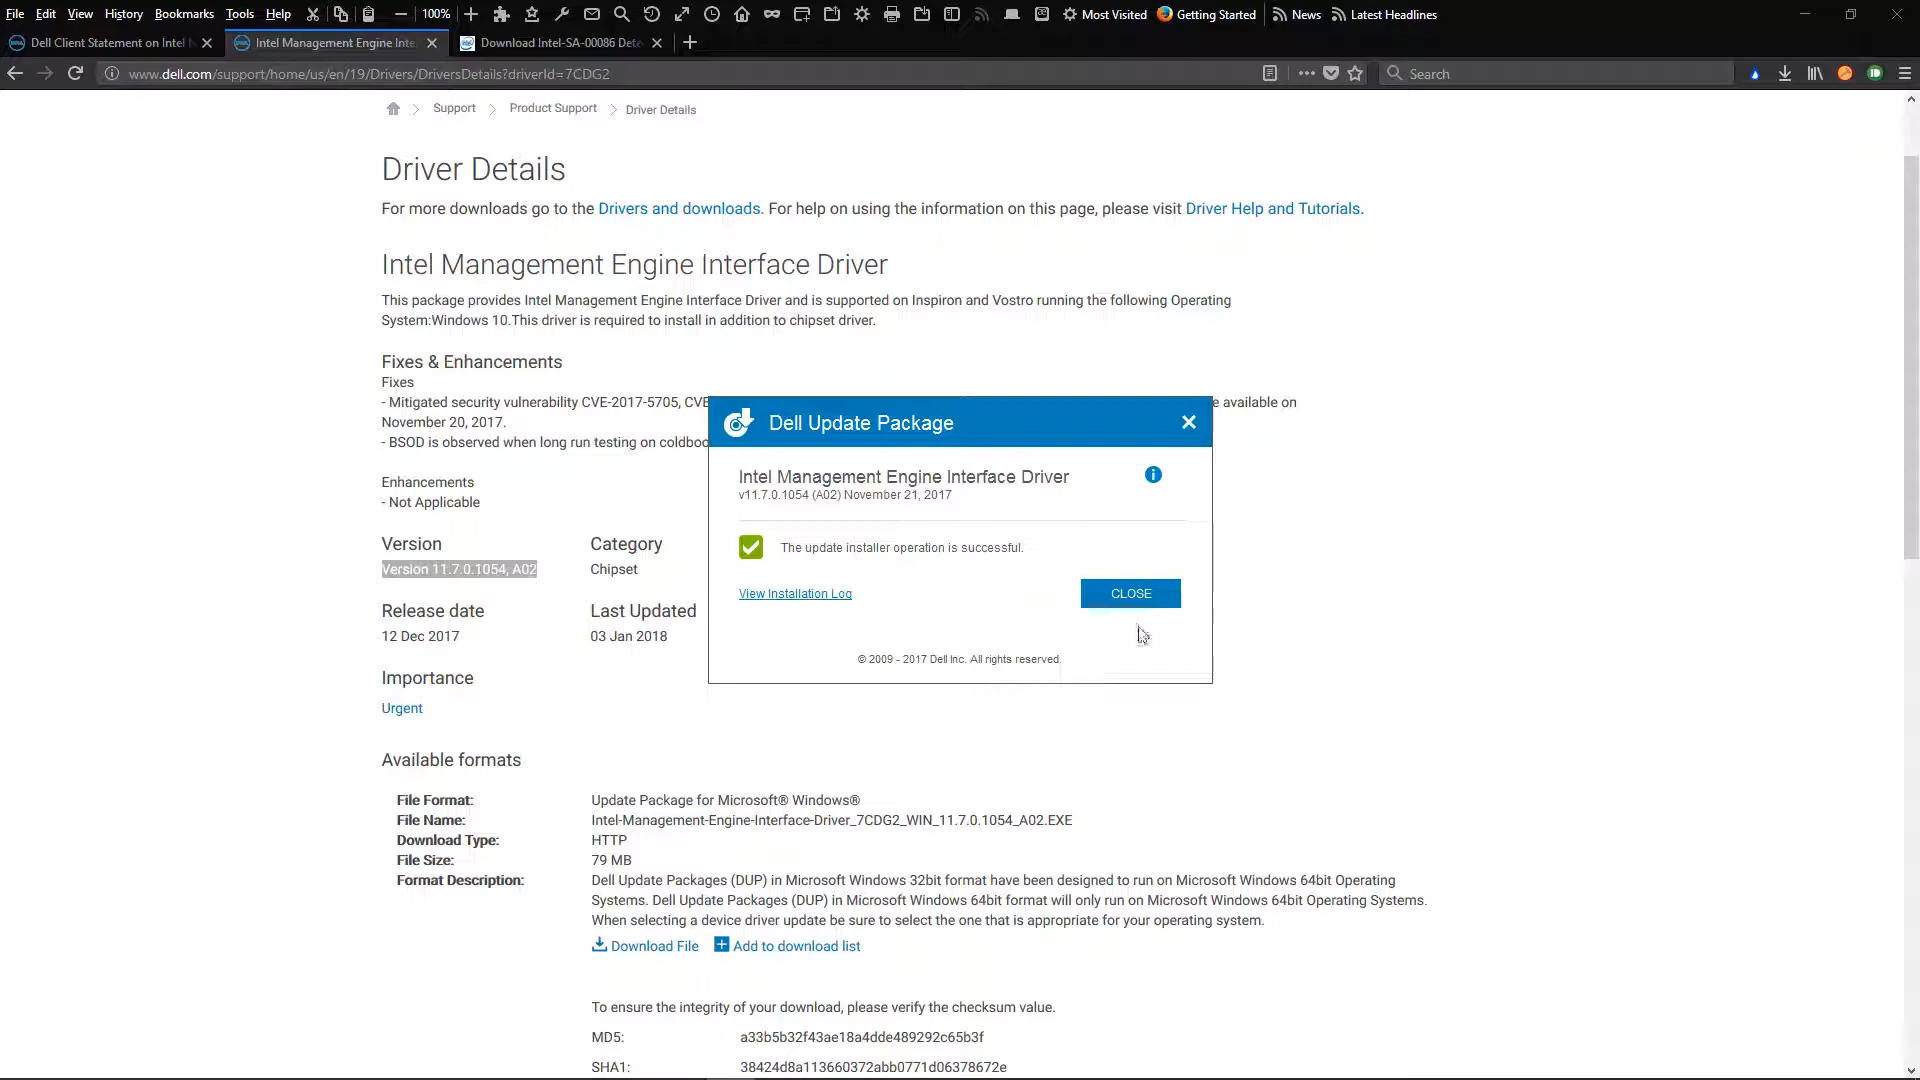 File Edit View History Bookmarks Tools Help 100% Most Visited Getting Started News Latest Headlines
Dell Client Statement on Intel Intel Management Engine Inte Download Intel-SA-00086 Dete
www.dell.com/support/home/us/en/19/Drivers/DriversDetails?driverId=7CDG2 Search
Support Product Support Driver Details
Driver Details
For more downloads go to the Drivers and downloads. For help on using the information on this page, please visit Driver Help and Tutorials.
Intel Management Engine Interface Driver
This package provides Intel Management Engine Interface Driver and is supported on Inspiron and Vostro running the following Operating
System:Windows 10.This driver is required to install in addition to chipset driver.
Fixes & Enhancements
Fixes
- Mitigated security vulnerability CVE-2017-5705, CVE e available on
November 20, 2017.
- BSOD is observed when long run testing on coldboo
Enhancements
- Not Applicable
Version Category
Version 11.7.0.1054, A02 Chipset
Release date Last Updated
12 Dec 2017 03 Jan 2018
Importance
Urgent
Dell Update Package
Intel Management Engine Interface Driver
v11.7.0.1054 (A02) November 21, 2017
The update installer operation is successful.
View Installation Log CLOSE
© 2009 - 2017 Dell Inc. All rights reserved.
Available formats
File Format: Update Package for Microsoft® Windows®
File Name: Intel-Management-Engine-Interface-Driver_7CDG2_WIN_11.7.0.1054_A02.EXE
Download Type: HTTP
File Size: 79 MB
Format Description: Dell Update Packages (DUP) in Microsoft Windows 32bit format have been designed to run on Microsoft Windows 64bit Operating
Systems. Dell Update Packages (DUP) in Microsoft Windows 64bit format will only run on Microsoft Windows 64bit Operating Systems.
When selecting a device driver update be sure to select the one that is appropriate for your operating system.
Download File Add to download list
To ensure the integrity of your download, please verify the checksum value.
MD5: a33b5b32f43ae18a4dde489292c65b3f
SHA1: 38424d8a113660372abb0771d06378672e